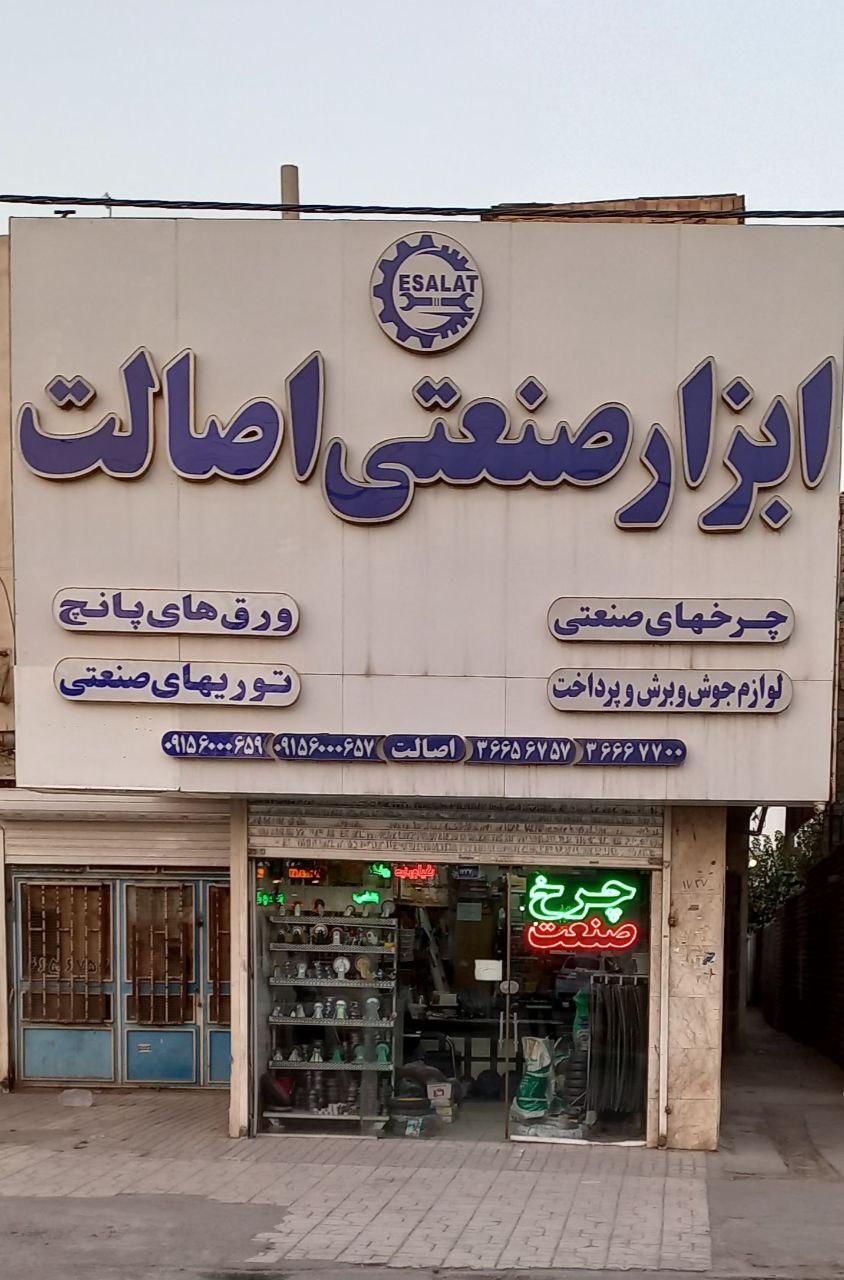 ESALAT
ابزار صنعتی اصالت
چرخهای صنعتی
ورق های پانچ
لوازم جوش و برش و پرداخت
توریهای صنعتی
۳۶۶۶۷۷۰۰ ۳۶۶۵۶۷۵۷ اصالت ۰۹۱۵۶۰۰۰۶۵۷ ۰۹۱۵۶۰۰۰۶۵۹
چرخ
صنعت